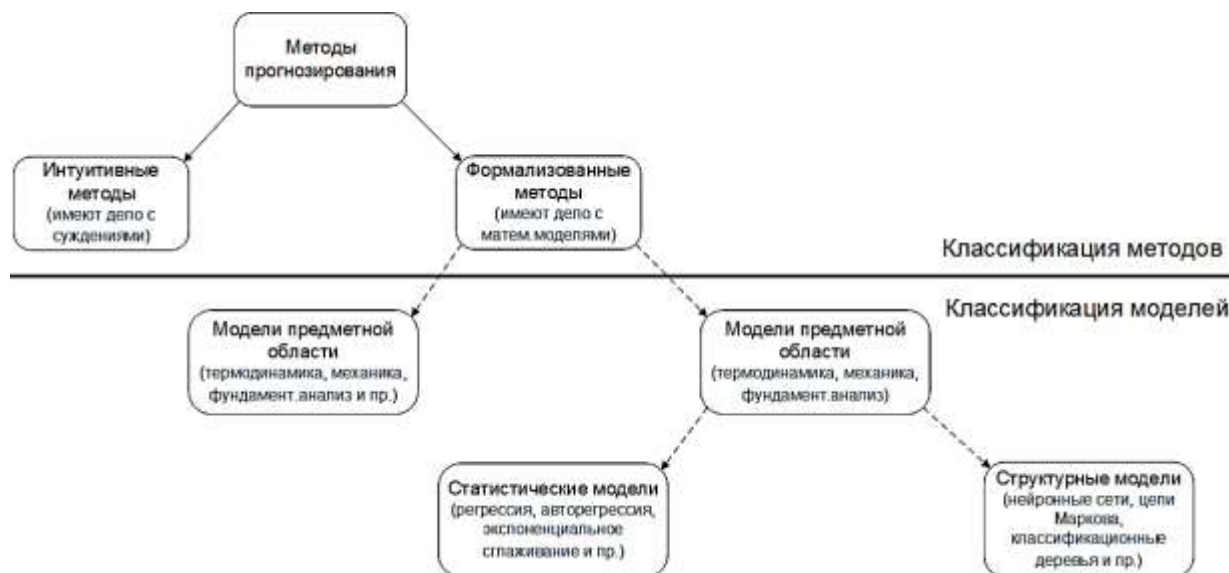 Методы
прогнозирования
Интуитивные
методы
(имеют дело с
суждениями)
Формализованные
методы
(имеют дело с
матем.моделями)
Классификация методов
Классификация моделей
Модели предметной
области
(термодинамика, механика,
фундамент.анализ и пр.)
Модели предметной
области
(термодинамика, механика,
фундамент.анализ)
Статистические модели
(регрессия, авторегрессия,
экспоненциальное
сглаживание и пр.)
Структурные модели
(нейронные сети, цепи
Маркова,
классификационные
деревья и пр.)